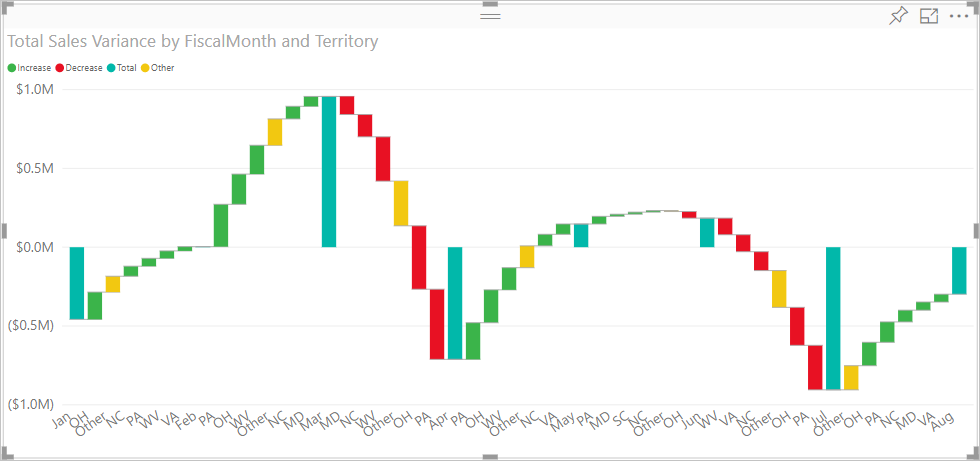 Total Sales Variance by FiscalMonth and Territory
Increase Decrease Total Other
$1.0M
$0.5M
$0.0M
($0.5M)
($1.0M)
Jan OH Other NC PA WV VA Feb PA OH WV Other NC MD Mar MD NC WV Other OH PA Apr PA OH WV Other NC VA May PA MD SC NC Other OH Jun WV VA NC Other OH PA Jul Other OH PA NC MD VA Aug